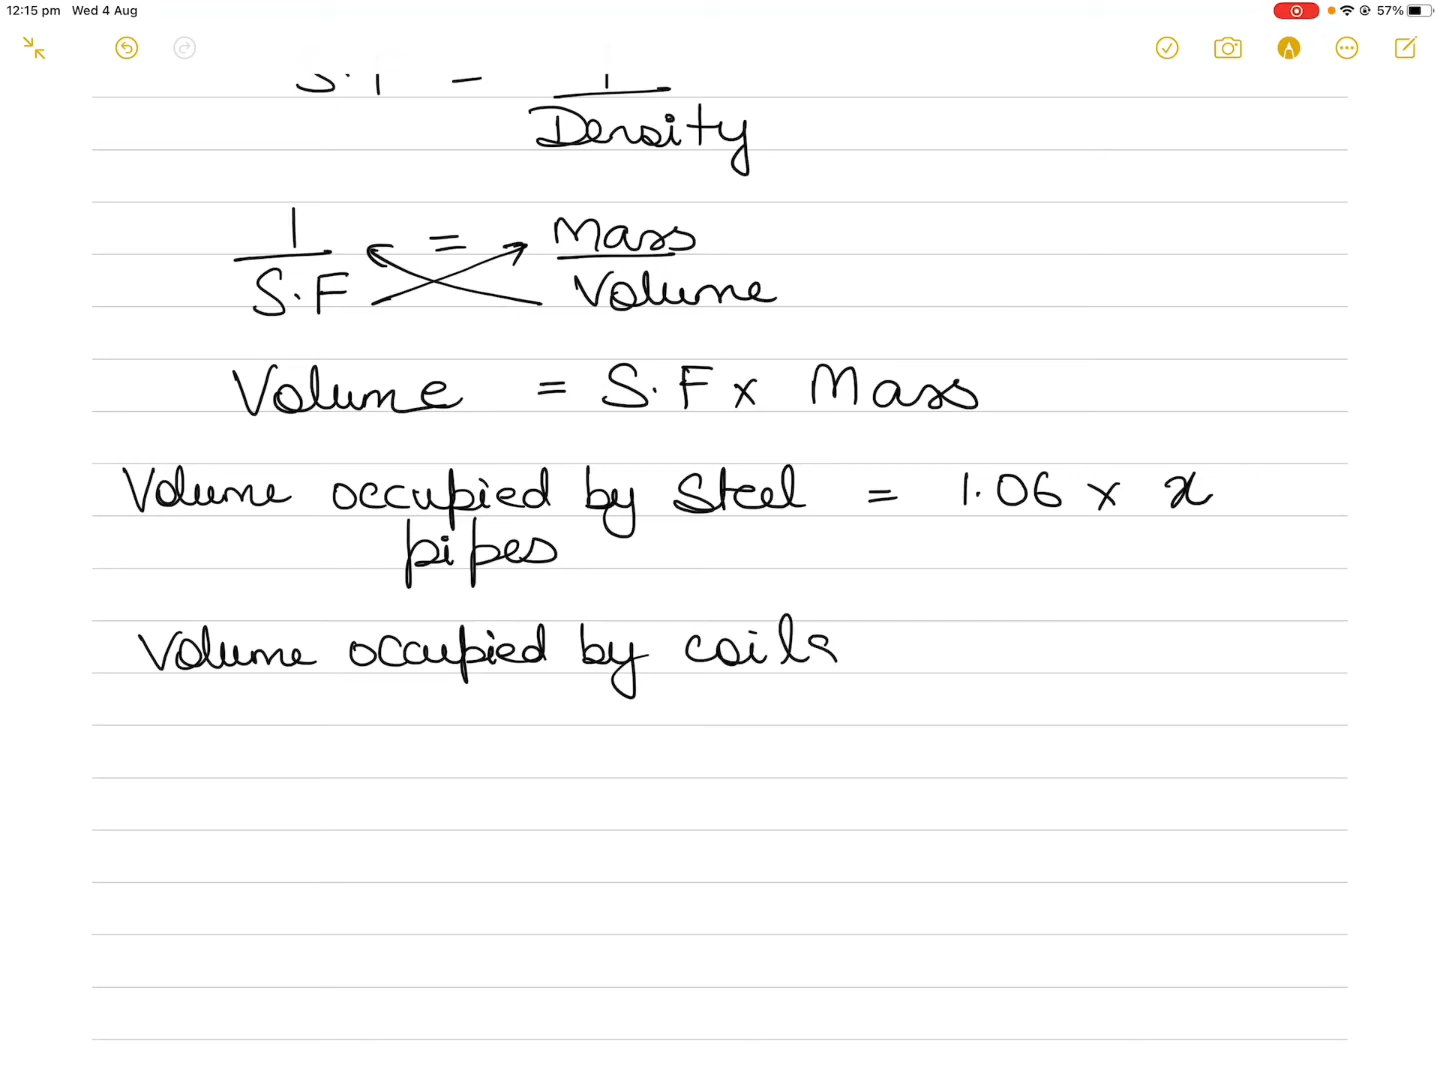 12:15 pm Wed 4 Aug
57%
S.F = 1
Density
1 = Mass
S.F Volume
Volume = S.F x Mass
Volume occupied by Steel = 1.06 x x
pipes
Volume occupied by coils